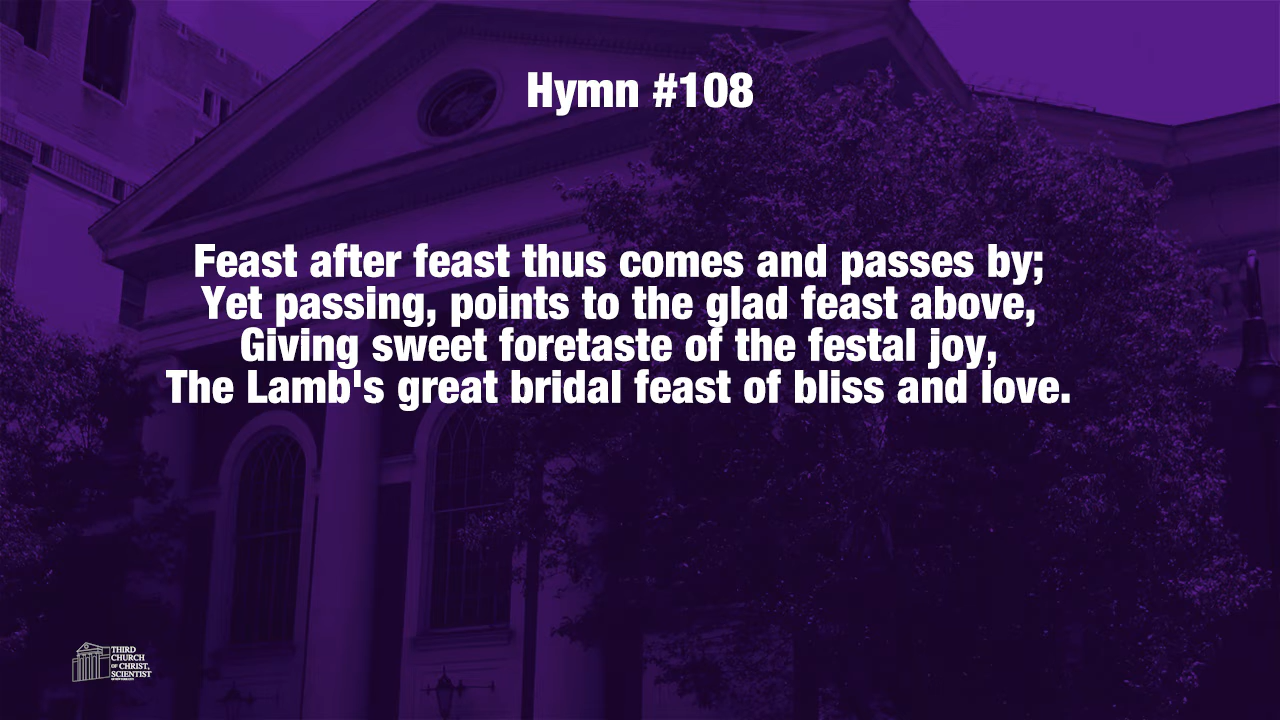 Hymn #108
Feast after feast thus comes and passes by;
Yet passing, points to the glad feast above,
Giving sweet foretaste of the festal joy,
The Lamb's great bridal feast of bliss and love.
THIRD
CHURCH
OF CHRIST,
SCIENTIST